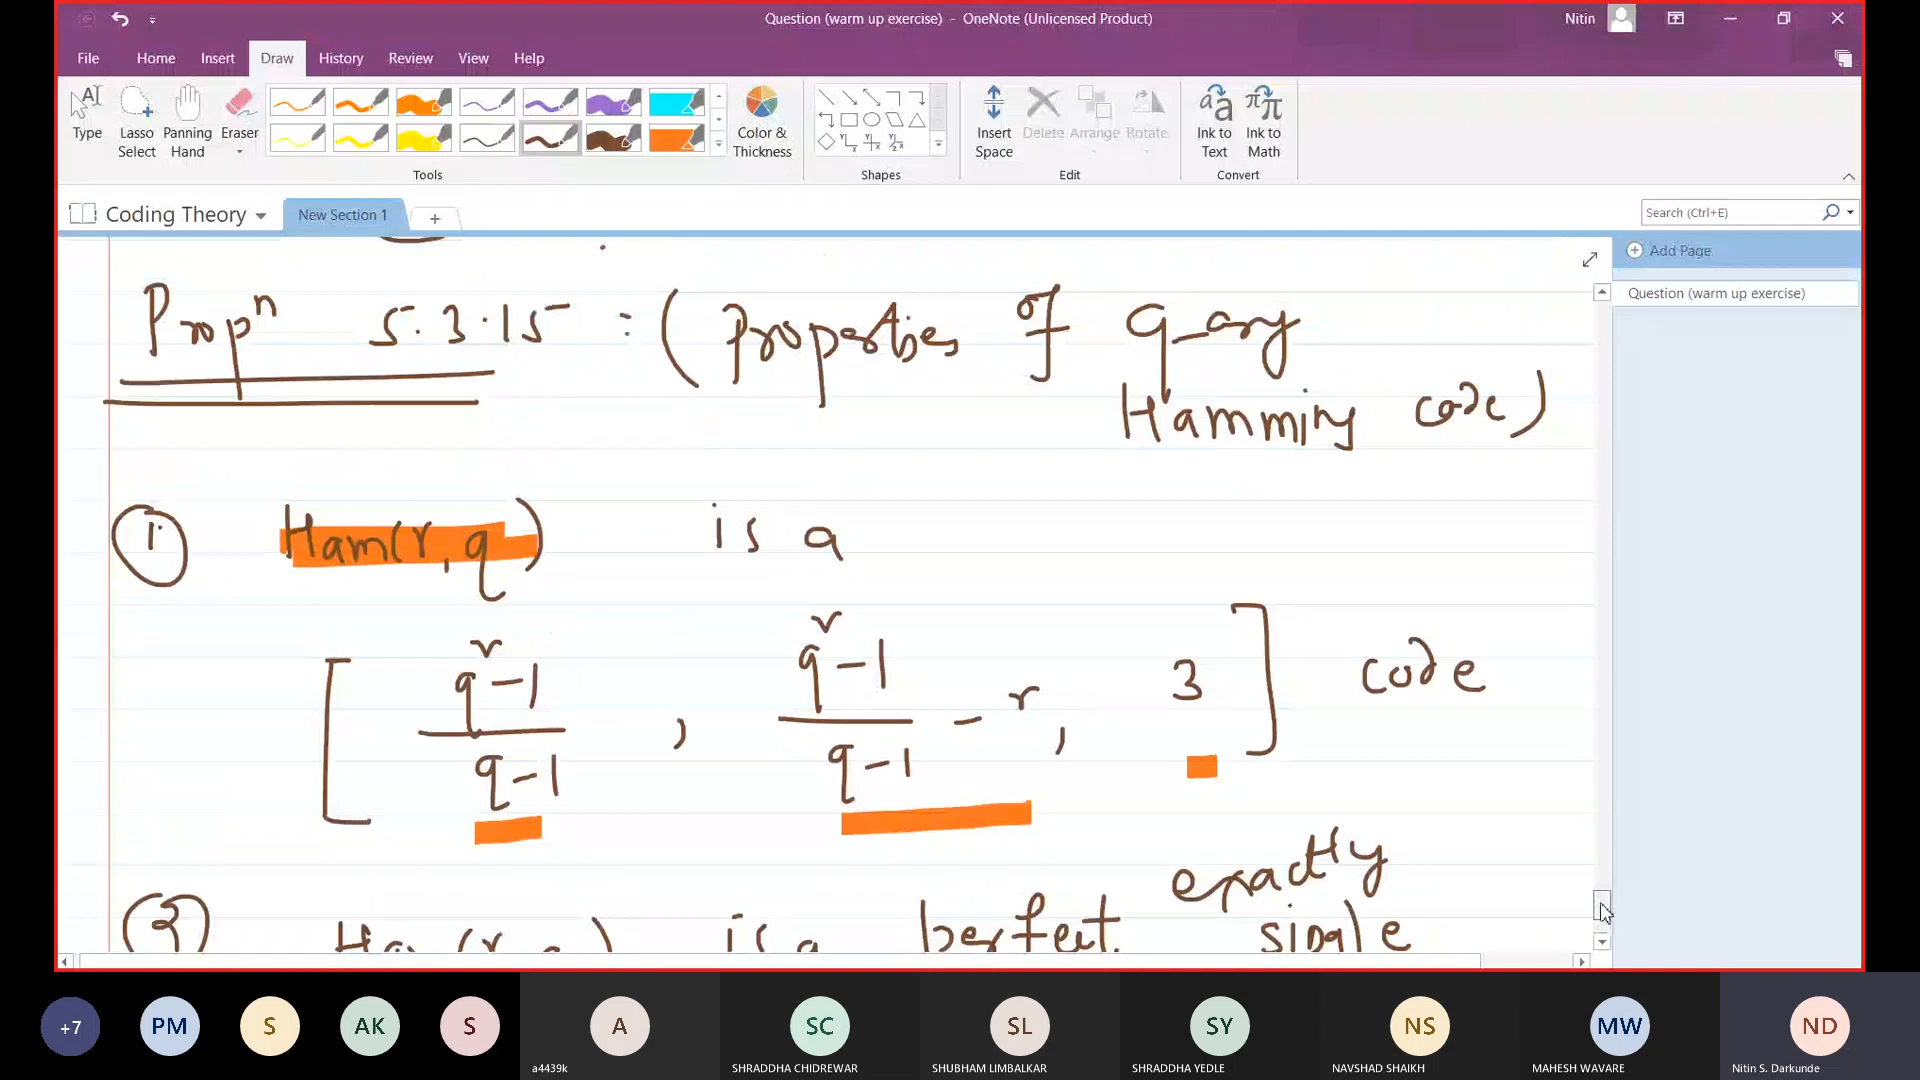 Question (warm up exercise) - OneNote (Unlicensed Product)
Nitin
File Home Insert Draw History Review View Help
Type
Lasso Select
Panning Hand
Eraser
Color & Thickness
Insert Space
Delete
Arrange
Rotate
Ink to Text
Ink to Math
Tools
Shapes
Edit
Convert
Coding Theory
New Section 1
Search (Ctrl+E)
Add Page
Question (warm up exercise)
Propⁿ 5.3.15 : (Properties of q-ary
Hamming code)
① Ham(r, q) is a
[ (q^r - 1)/(q - 1) , (q^r - 1)/(q - 1) - r, 3 ] code
exactly
② Ham(r, q) is a perfect single
+7 PM S AK S A SC SL SY NS MW ND
a4439k SHRADDHA CHIDREWAR SHUBHAM LIMBALKAR SHRADDHA YEDLE NAVSHAD SHAIKH MAHESH WAVARE Nitin S. Darkunde